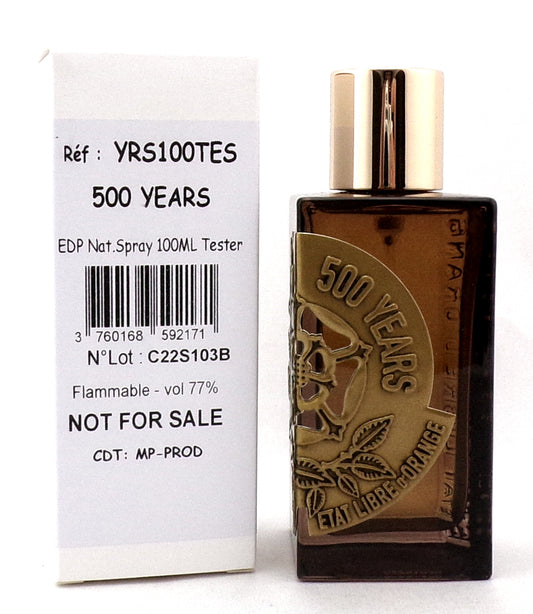 Réf : YRS100TES
500 YEARS
EDP Nat.Spray 100ML Tester
3 760168 592171
N°Lot : C22S103B
Flammable - vol 77%
NOT FOR SALE
CDT: MP-PROD
500 YEARS
ETAT LIBRE D'ORANGE